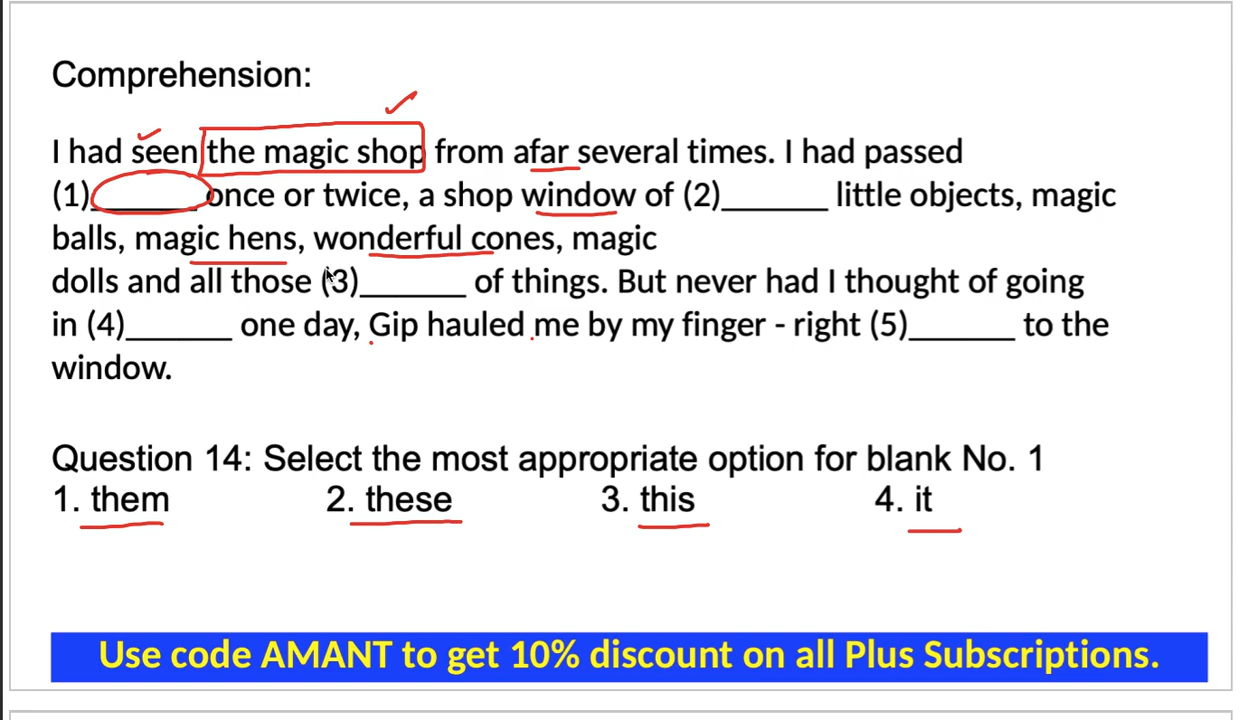 Comprehension:
I had seen the magic shop from afar several times. I had passed
(1)______ once or twice, a shop window of (2)______ little objects, magic
balls, magic hens, wonderful cones, magic
dolls and all those (3)______ of things. But never had I thought of going
in (4)______ one day, Gip hauled me by my finger - right (5)______ to the
window.
Question 14: Select the most appropriate option for blank No. 1
1. them 2. these 3. this 4. it
Use code AMANT to get 10% discount on all Plus Subscriptions.